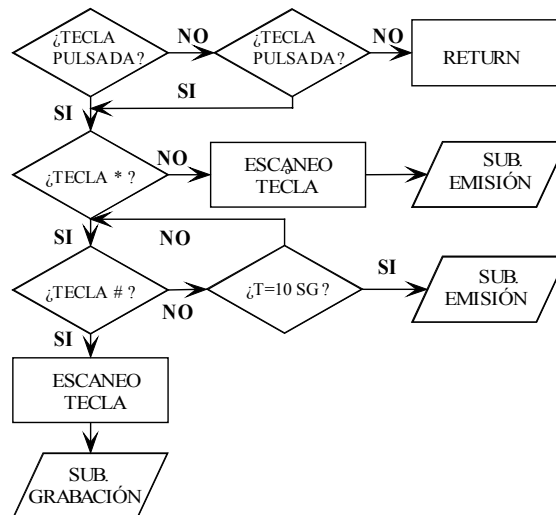 ¿TECLA
PULSADA?
NO
¿TECLA
PULSADA?
NO
RETURN
SI
SI
¿TECLA * ?
NO
ESCANEO
TECLA
SUB.
EMISIÓN
SI
NO
¿TECLA # ?
NO
¿T=10 SG ?
SI
SUB.
EMISIÓN
SI
ESCANEO
TECLA
SUB.
GRABACIÓN